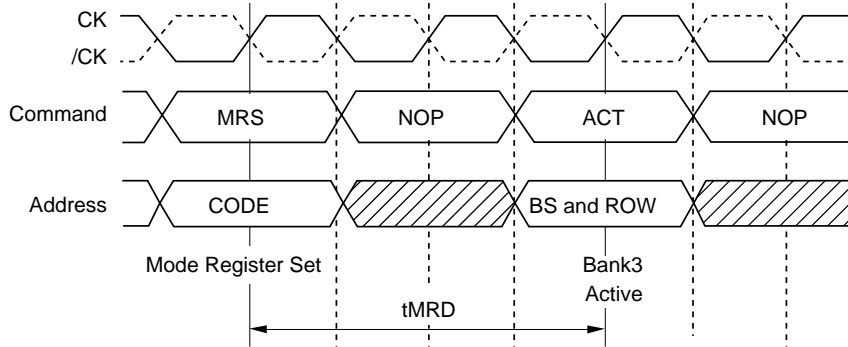 CK
/CK
Command MRS NOP ACT NOP
Address CODE BS and ROW
Mode Register Set Bank3
Active
tMRD